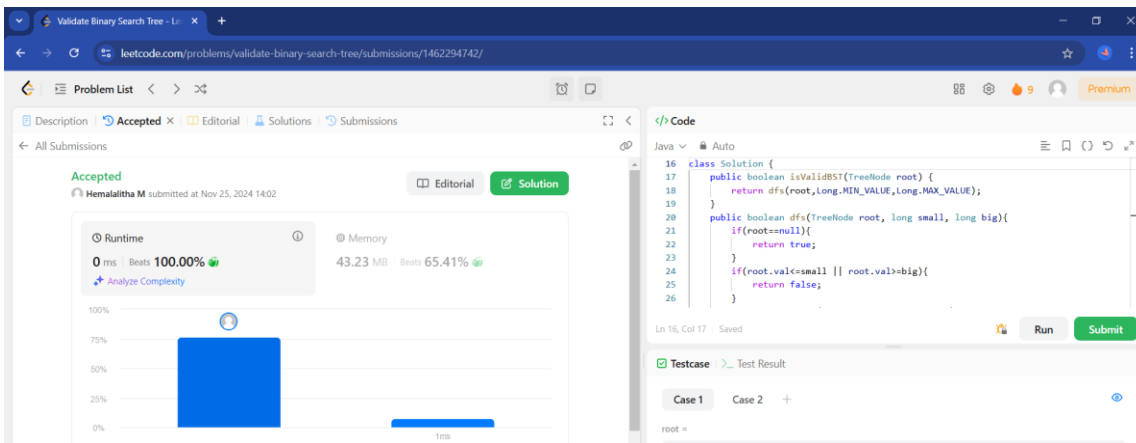 Validate Binary Search Tree - Le
leetcode.com/problems/validate-binary-search-tree/submissions/1462294742/
Problem List
9
Premium
Description
Accepted
Editorial
Solutions
Submissions
All Submissions
Accepted
Hemalalitha M submitted at Nov 25, 2024 14:02
Editorial
Solution
Runtime
0 ms Beats 100.00%
Analyze Complexity
Memory
43.23 MB Beats 65.41%
100%
75%
50%
25%
0%
1ms
</> Code
Java Auto
16 class Solution {
17 public boolean isValidBST(TreeNode root) {
18 return dfs(root,Long.MIN_VALUE,Long.MAX_VALUE);
19 }
20 public boolean dfs(TreeNode root, long small, long big){
21 if(root==null){
22 return true;
23 }
24 if(root.val<=small || root.val>=big){
25 return false;
26 }
Ln 16, Col 17 Saved
Run
Submit
Testcase
Test Result
Case 1
Case 2
root =